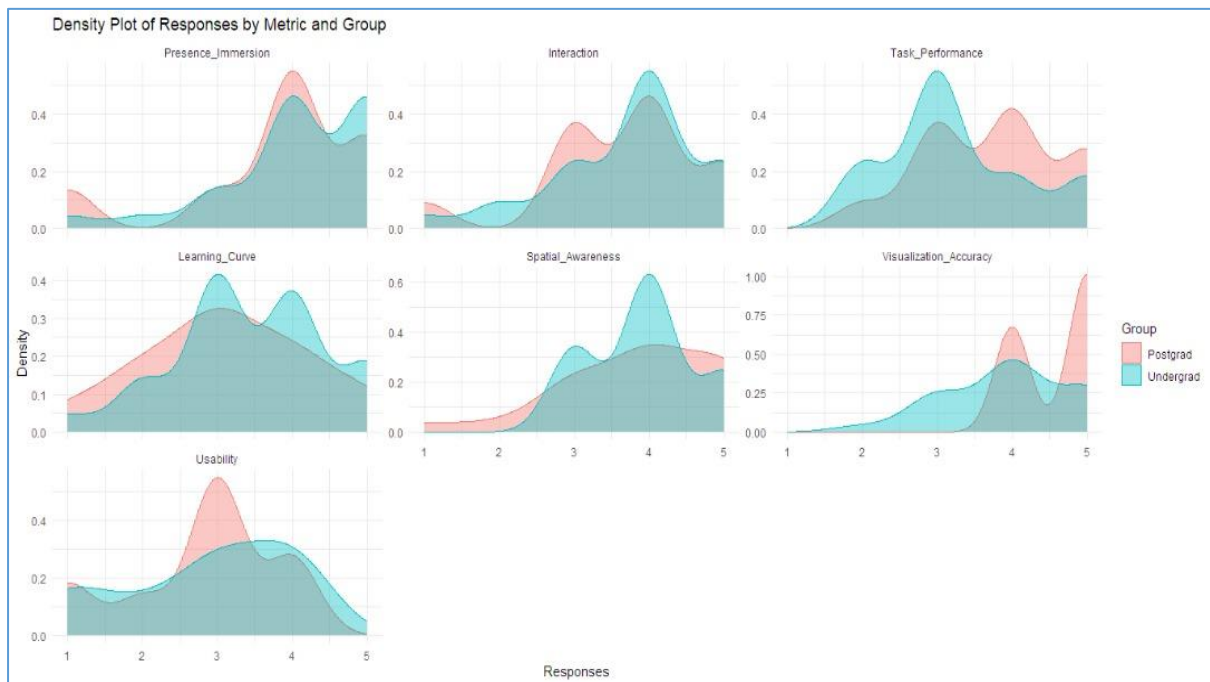 Density Plot of Responses by Metric and Group
Presence_Immersion
Interaction
Task_Performance
0.4
0.2
0.0
0.4
0.2
0.0
0.4
0.2
0.0
Learning_Curve
Spatial_Awareness
Visualization_Accuracy
0.4
0.3
0.2
0.1
0.0
0.6
0.4
0.2
0.0
1.00
0.75
0.50
0.25
0.00
1 2 3 4 5
1 2 3 4 5
Density
Group
Postgrad
Undergrad
Usability
0.4
0.2
0.0
1 2 3 4 5
Responses